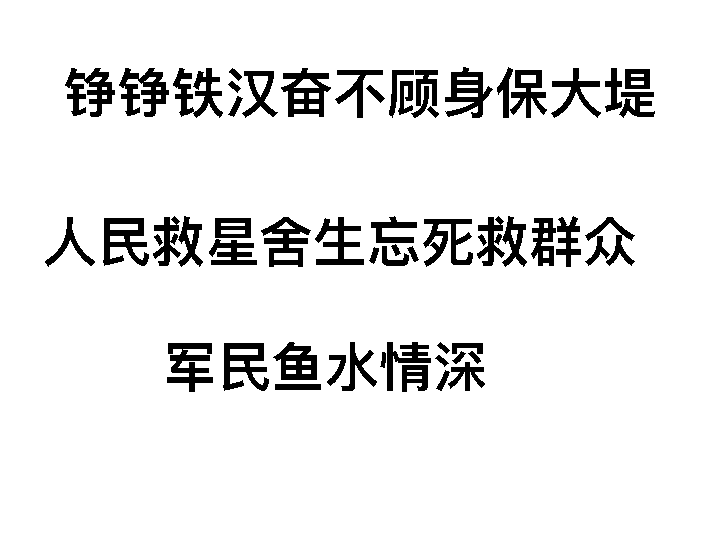 铮铮铁汉奋不顾身保大堤
人民救星舍生忘死救群众
军民鱼水情深